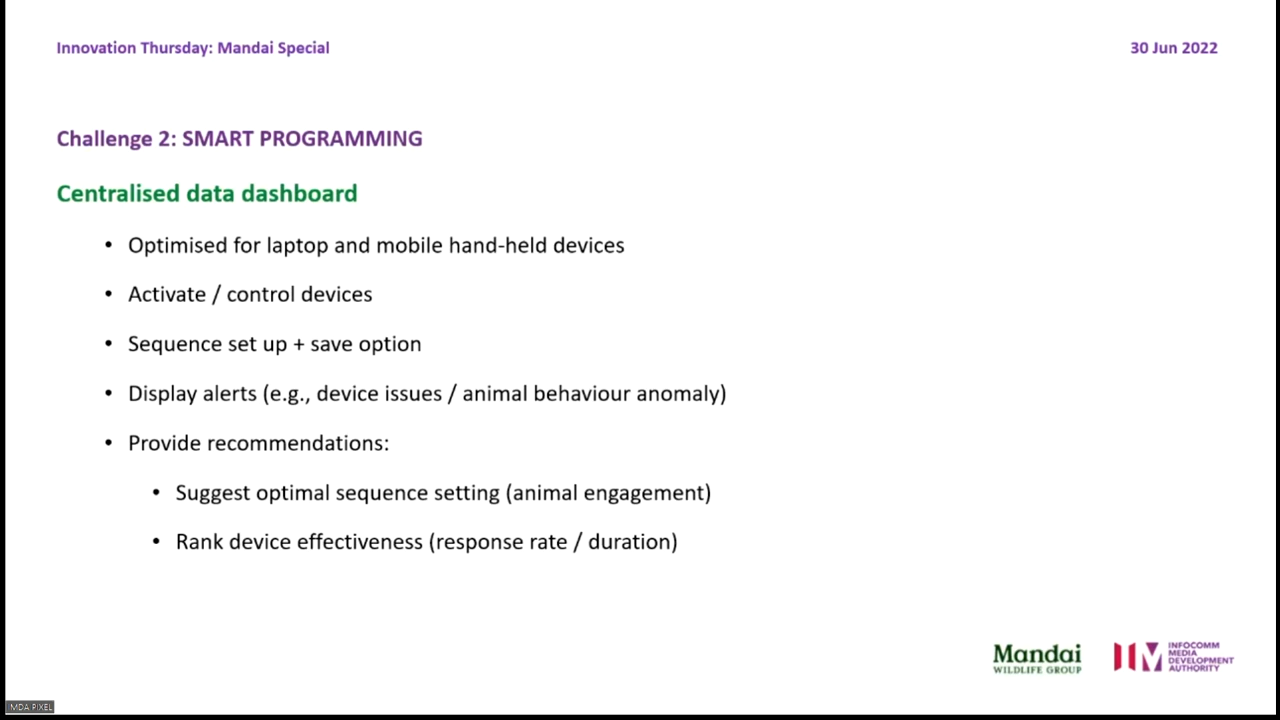 Innovation Thursday: Mandai Special
30 Jun 2022
Challenge 2: SMART PROGRAMMING
Centralised data dashboard
• Optimised for laptop and mobile hand-held devices
• Activate / control devices
• Sequence set up + save option
• Display alerts (e.g., device issues / animal behaviour anomaly)
• Provide recommendations:
• Suggest optimal sequence setting (animal engagement)
• Rank device effectiveness (response rate / duration)
Mandai
WILDLIFE GROUP
INFOCOMM
MEDIA
DEVELOPMENT
AUTHORITY
IMDA PIXEL